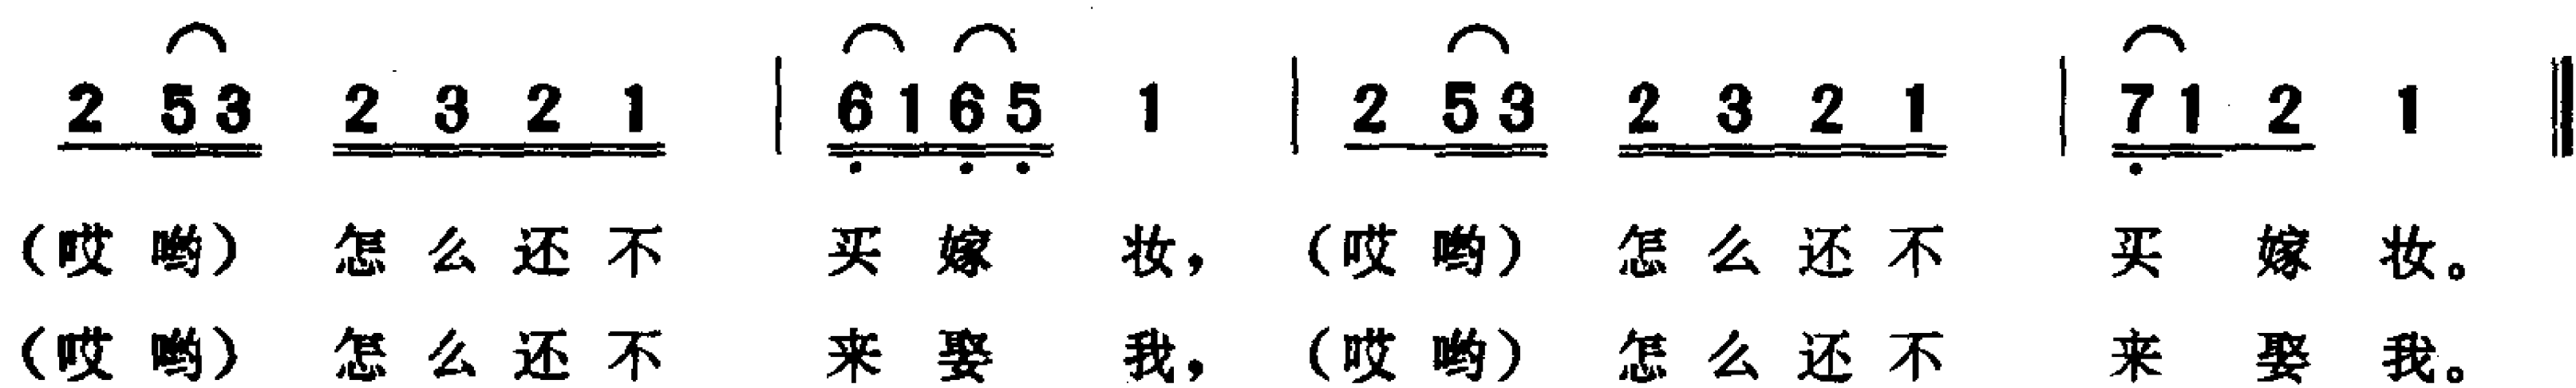 2 53 2 3 2 1 | 6165 1 | 2 53 2 3 2 1 | 71 2 1 ‖
（哎 哟） 怎 么 还 不 买 嫁 妆，（哎 哟） 怎 么 还 不 买 嫁 妆。
（哎 哟） 怎 么 还 不 来 娶 我，（哎 哟） 怎 么 还 不 来 娶 我。